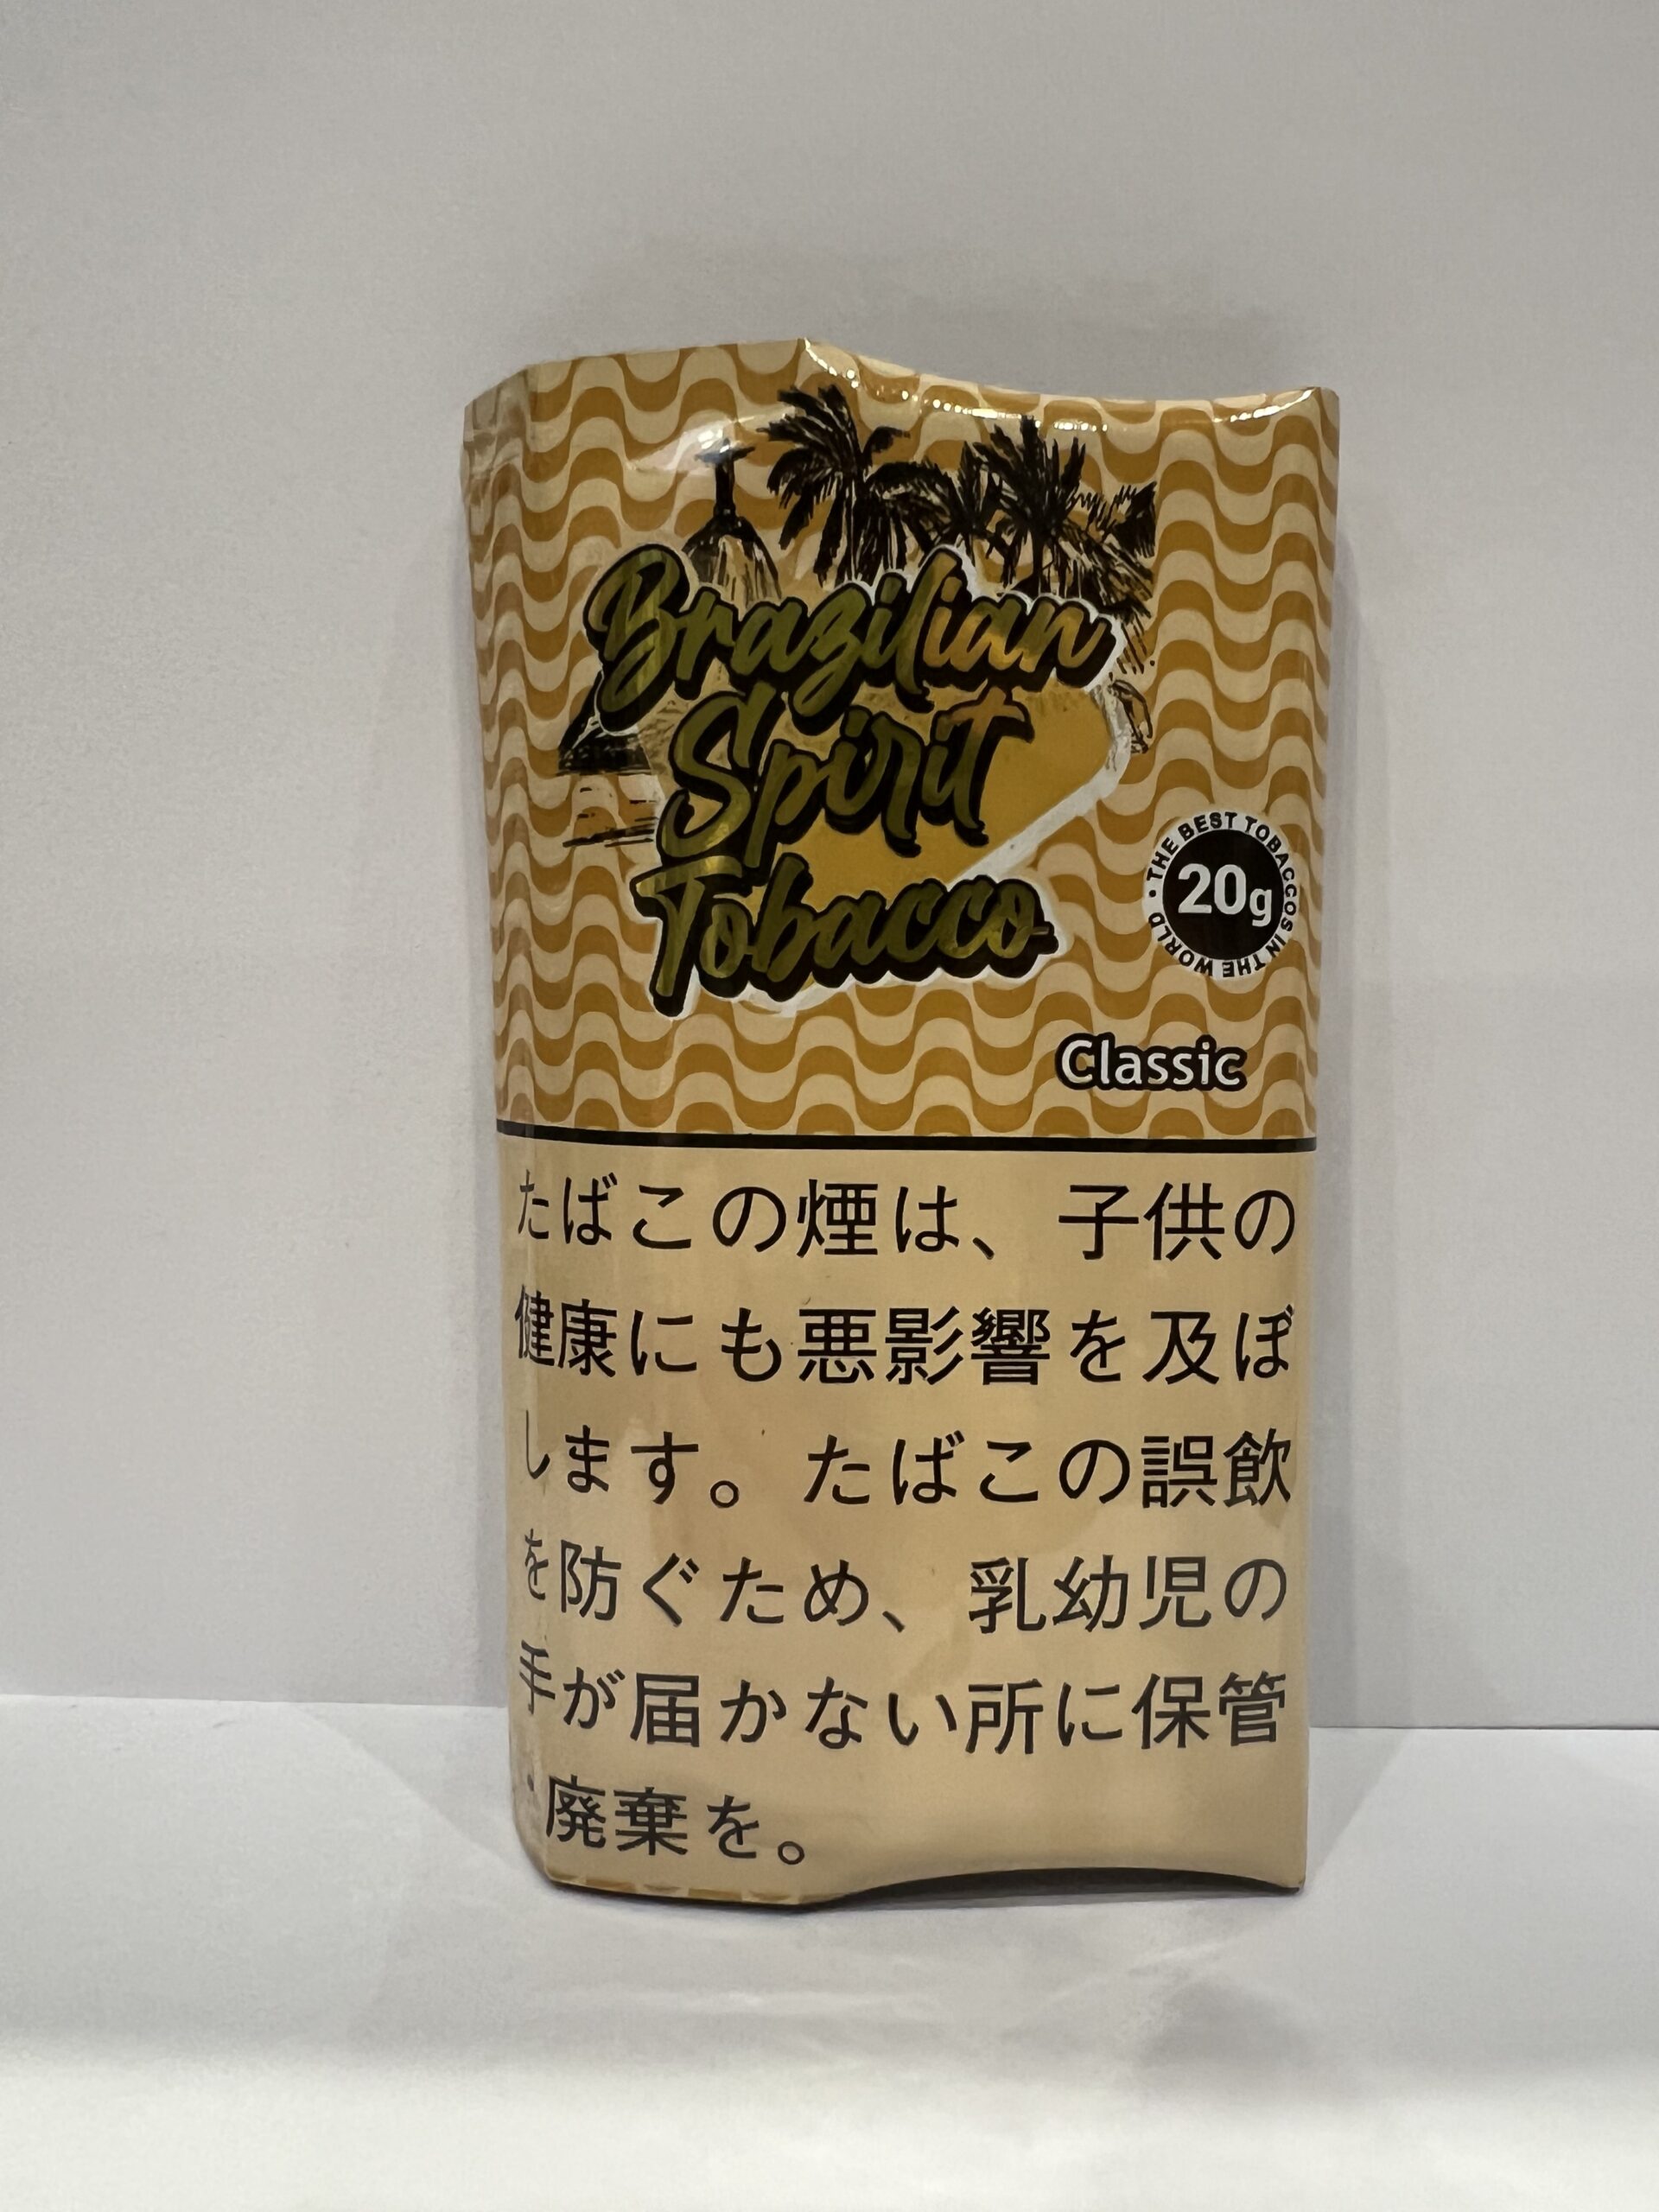 Brazilian
Spirit
Tobacco
• THE BEST TOBACCOS IN THE WORLD
20g
Classic
たばこの煙は、子供の
健康にも悪影響を及ぼ
します。たばこの誤飲
を防ぐため、乳幼児の
手が届かない所に保管
・廃棄を。